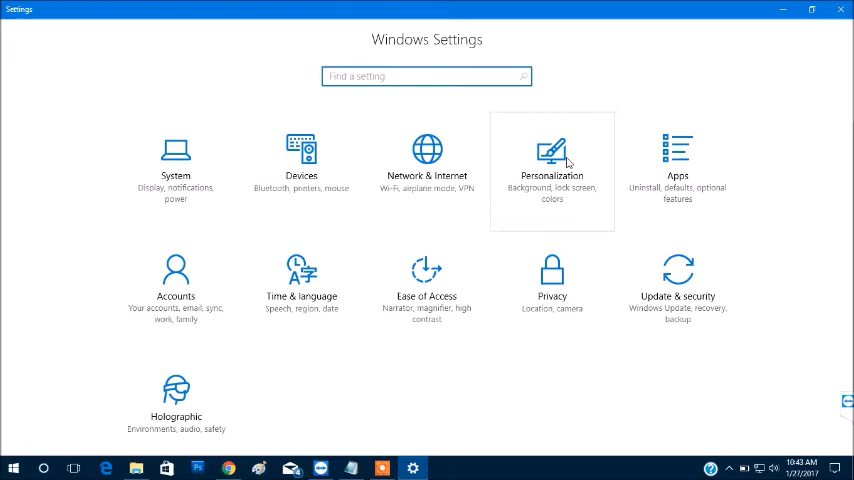 Settings
Windows Settings
Find a setting
System
Display, notifications,
power
Devices
Bluetooth, printers, mouse
Network & Internet
Wi-Fi, airplane mode, VPN
Personalization
Background, lock screen,
colors
Apps
Uninstall, defaults, optional
features
Accounts
Your accounts, email, sync,
work, family
Time & language
Speech, region, date
Ease of Access
Narrator, magnifier, high
contrast
Privacy
Location, camera
Update & security
Windows Update, recovery,
backup
Holographic
Environments, audio, safety
10:43 AM
1/27/2017